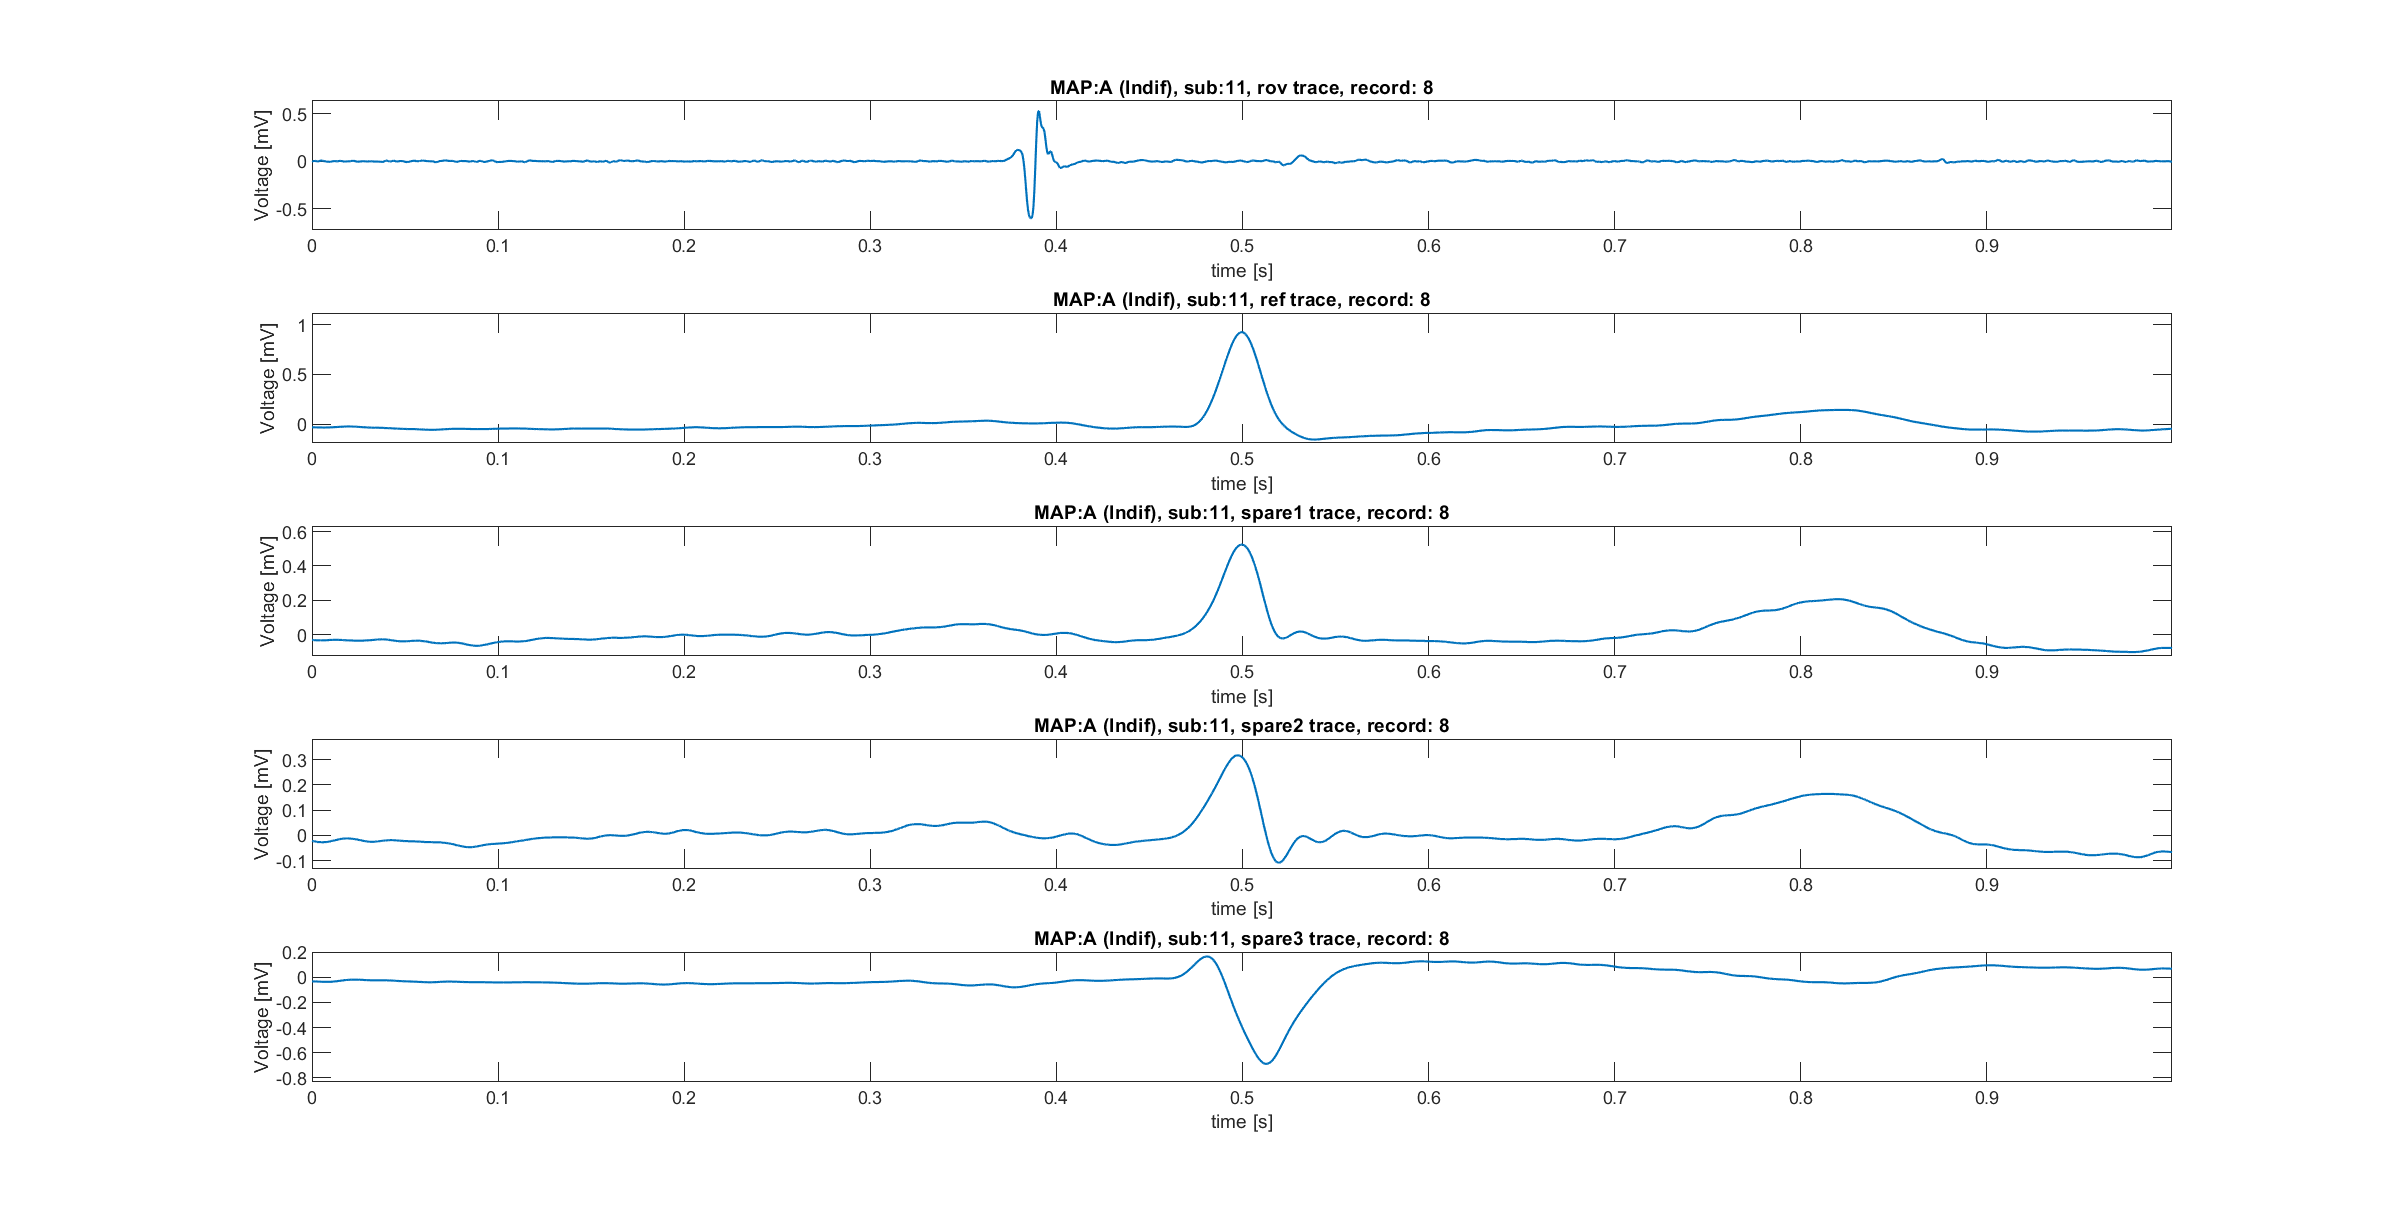 MAP:A (Indif), sub:11, rov trace, record: 8
Voltage [mV]
0.5
0
-0.5
0 0.1 0.2 0.3 0.4 0.5 0.6 0.7 0.8 0.9
time [s]
MAP:A (Indif), sub:11, ref trace, record: 8
Voltage [mV]
1
0.5
0
0 0.1 0.2 0.3 0.4 0.5 0.6 0.7 0.8 0.9
time [s]
MAP:A (Indif), sub:11, spare1 trace, record: 8
Voltage [mV]
0.6
0.4
0.2
0
0 0.1 0.2 0.3 0.4 0.5 0.6 0.7 0.8 0.9
time [s]
MAP:A (Indif), sub:11, spare2 trace, record: 8
Voltage [mV]
0.3
0.2
0.1
0
-0.1
0 0.1 0.2 0.3 0.4 0.5 0.6 0.7 0.8 0.9
time [s]
MAP:A (Indif), sub:11, spare3 trace, record: 8
Voltage [mV]
0.2
0
-0.2
-0.4
-0.6
-0.8
0 0.1 0.2 0.3 0.4 0.5 0.6 0.7 0.8 0.9
time [s]